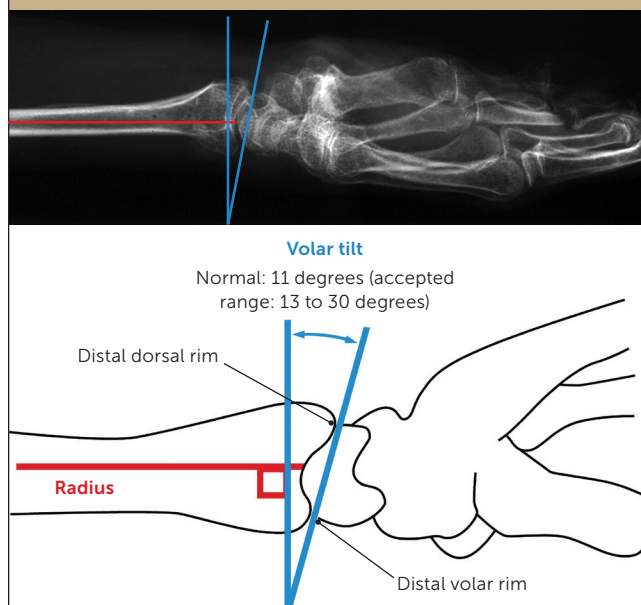 Volar tilt
Normal: 11 degrees (accepted
range: 13 to 30 degrees)
Distal dorsal rim
Radius
Distal volar rim